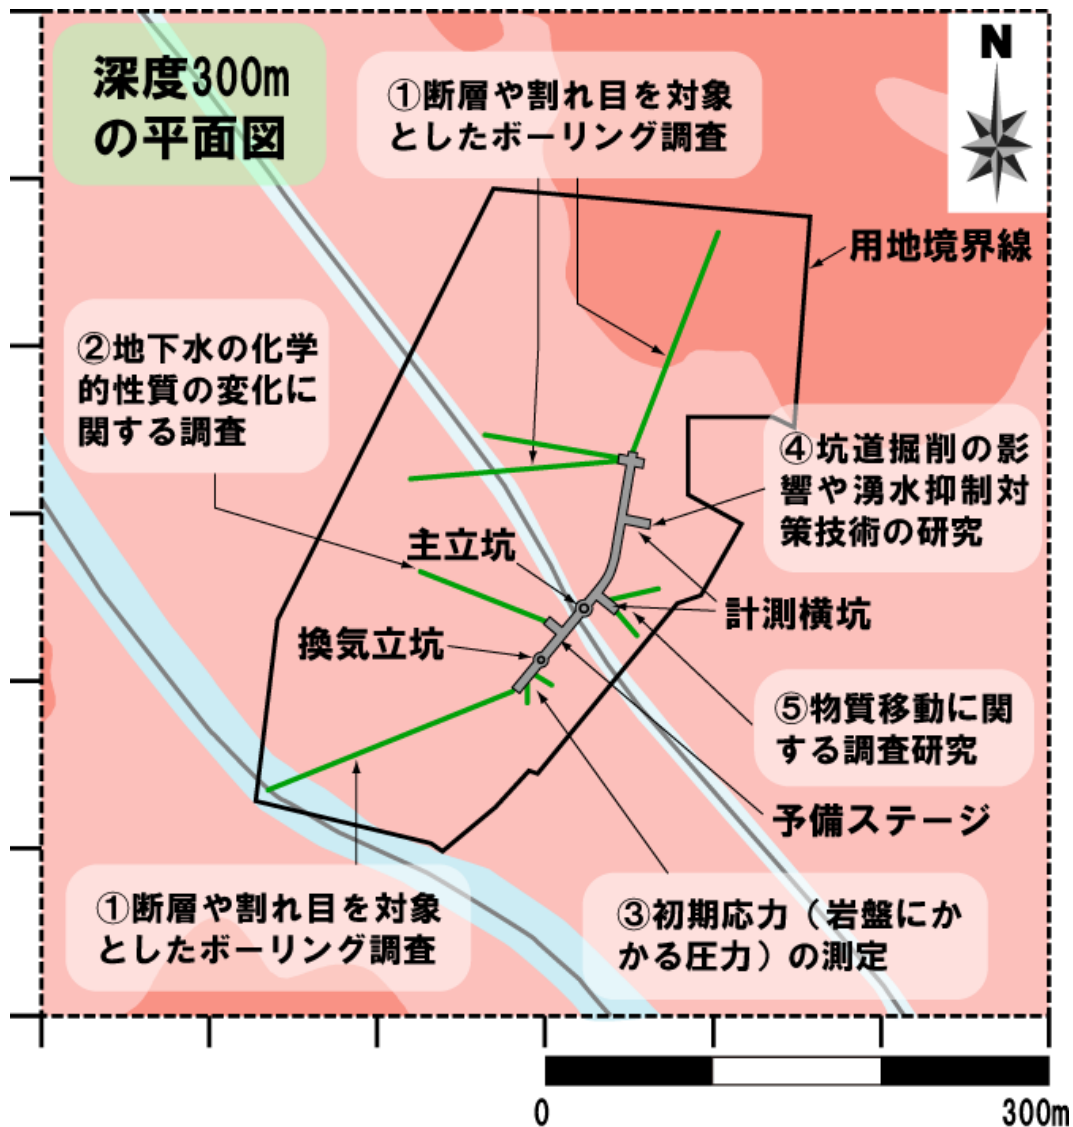 深度300m
の平面図
①断層や割れ目を対象
としたボーリング調査
N
用地境界線
②地下水の化学
的性質の変化に
関する調査
④坑道掘削の影
響や湧水抑制対
策技術の研究
主立坑
計測横坑
換気立坑
⑤物質移動に関
する調査研究
予備ステージ
①断層や割れ目を対象
としたボーリング調査
③初期応力（岩盤にか
かる圧力）の測定
0
300m